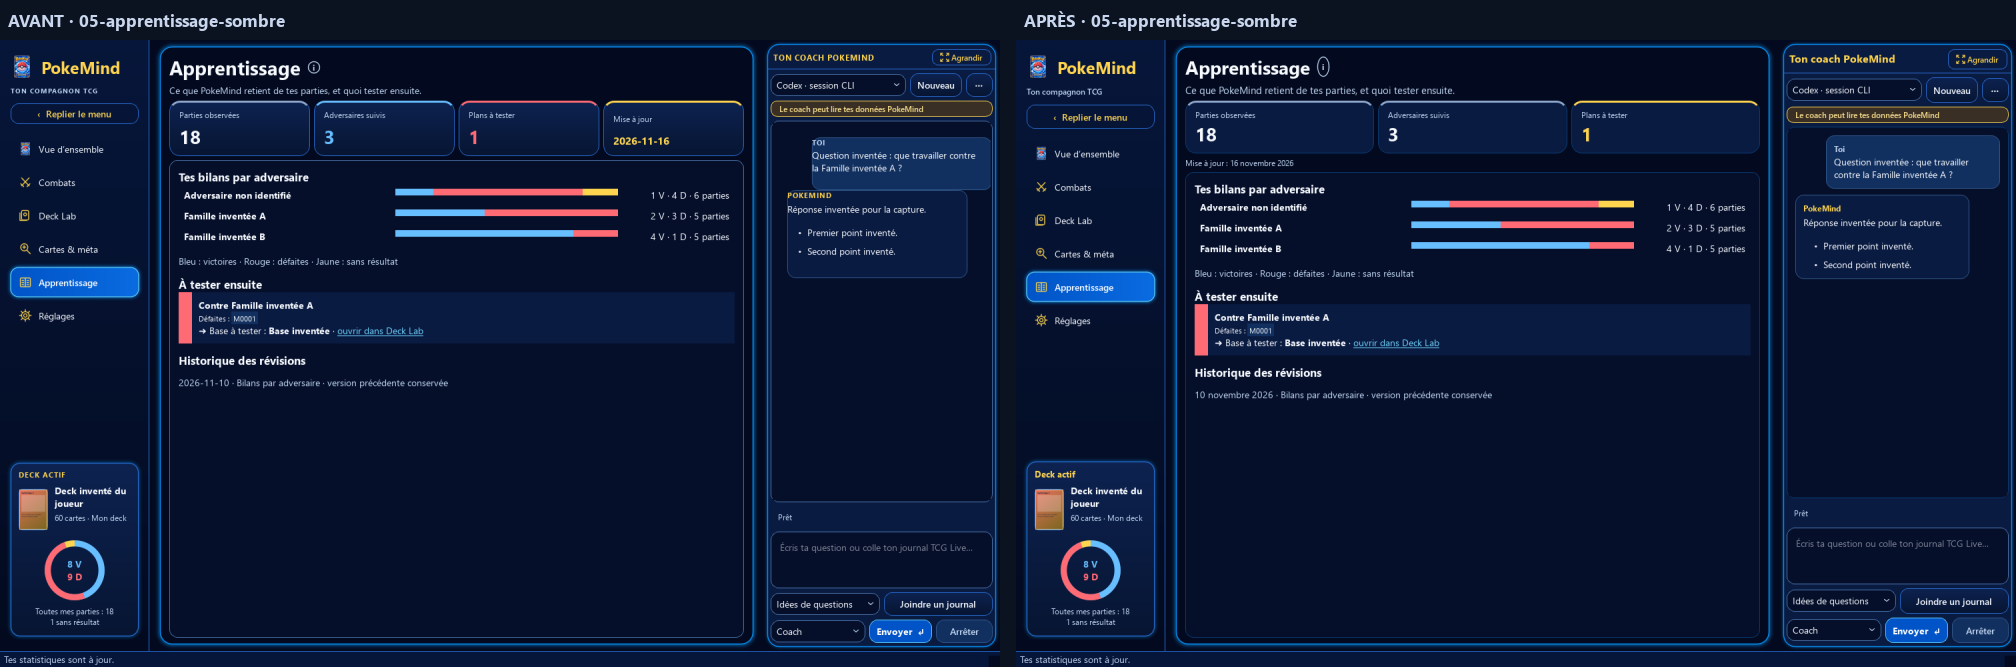 AVANT · 05-apprentissage-sombre
PokeMind
TON COMPAGNON TCG
‹ Replier le menu
Vue d'ensemble
Combats
Deck Lab
Cartes & méta
Apprentissage
Réglages
DECK ACTIF
Deck inventé du
joueur
60 cartes · Mon deck
8 V
9 D
Toutes mes parties : 18
1 sans résultat
Apprentissage
Ce que PokeMind retient de tes parties, et quoi tester ensuite.
Parties observées
18
Adversaires suivis
3
Plans à tester
1
Mise à jour
2026-11-16
Tes bilans par adversaire
Adversaire non identifié 1 V · 4 D · 6 parties
Famille inventée A 2 V · 3 D · 5 parties
Famille inventée B 4 V · 1 D · 5 parties
Bleu : victoires · Rouge : défaites · Jaune : sans résultat
À tester ensuite
Contre Famille inventée A
Défaites : M0001
➜ Base à tester : Base inventée · ouvrir dans Deck Lab
Historique des révisions
2026-11-10 · Bilans par adversaire · version précédente conservée
TON COACH POKEMIND
Agrandir
Codex · session CLI
Nouveau
...
Le coach peut lire tes données PokeMind
TOI
Question inventée : que travailler contre
la Famille inventée A ?
POKEMIND
Réponse inventée pour la capture.
• Premier point inventé.
• Second point inventé.
Prêt
Écris ta question ou colle ton journal TCG Live...
Idées de questions
Joindre un journal
Coach
Envoyer ↲
Arrêter
Tes statistiques sont à jour.
APRÈS · 05-apprentissage-sombre
PokeMind
Ton compagnon TCG
‹ Replier le menu
Vue d'ensemble
Combats
Deck Lab
Cartes & méta
Apprentissage
Réglages
Deck actif
Deck inventé du
joueur
60 cartes · Mon deck
8 V
9 D
Toutes mes parties : 18
1 sans résultat
Apprentissage
Ce que PokeMind retient de tes parties, et quoi tester ensuite.
Parties observées
18
Adversaires suivis
3
Plans à tester
1
Mise à jour : 16 novembre 2026
Tes bilans par adversaire
Adversaire non identifié 1 V · 4 D · 6 parties
Famille inventée A 2 V · 3 D · 5 parties
Famille inventée B 4 V · 1 D · 5 parties
Bleu : victoires · Rouge : défaites · Jaune : sans résultat
À tester ensuite
Contre Famille inventée A
Défaites : M0001
➜ Base à tester : Base inventée · ouvrir dans Deck Lab
Historique des révisions
10 novembre 2026 · Bilans par adversaire · version précédente conservée
Ton coach PokeMind
Agrandir
Codex · session CLI
Nouveau
...
Le coach peut lire tes données PokeMind
Toi
Question inventée : que travailler
contre la Famille inventée A ?
PokeMind
Réponse inventée pour la capture.
• Premier point inventé.
• Second point inventé.
Prêt
Écris ta question ou colle ton journal TCG Live...
Idées de questions
Joindre un journal
Coach
Envoyer ↲
Arrêter
Tes statistiques sont à jour.